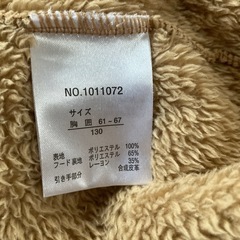 NO.1011072
サイズ
胸囲 61-67
130
表地 ポリエステル 100%
フード裏地 ポリエステル 65%
レーヨン 35%
引き手部分 合成皮革